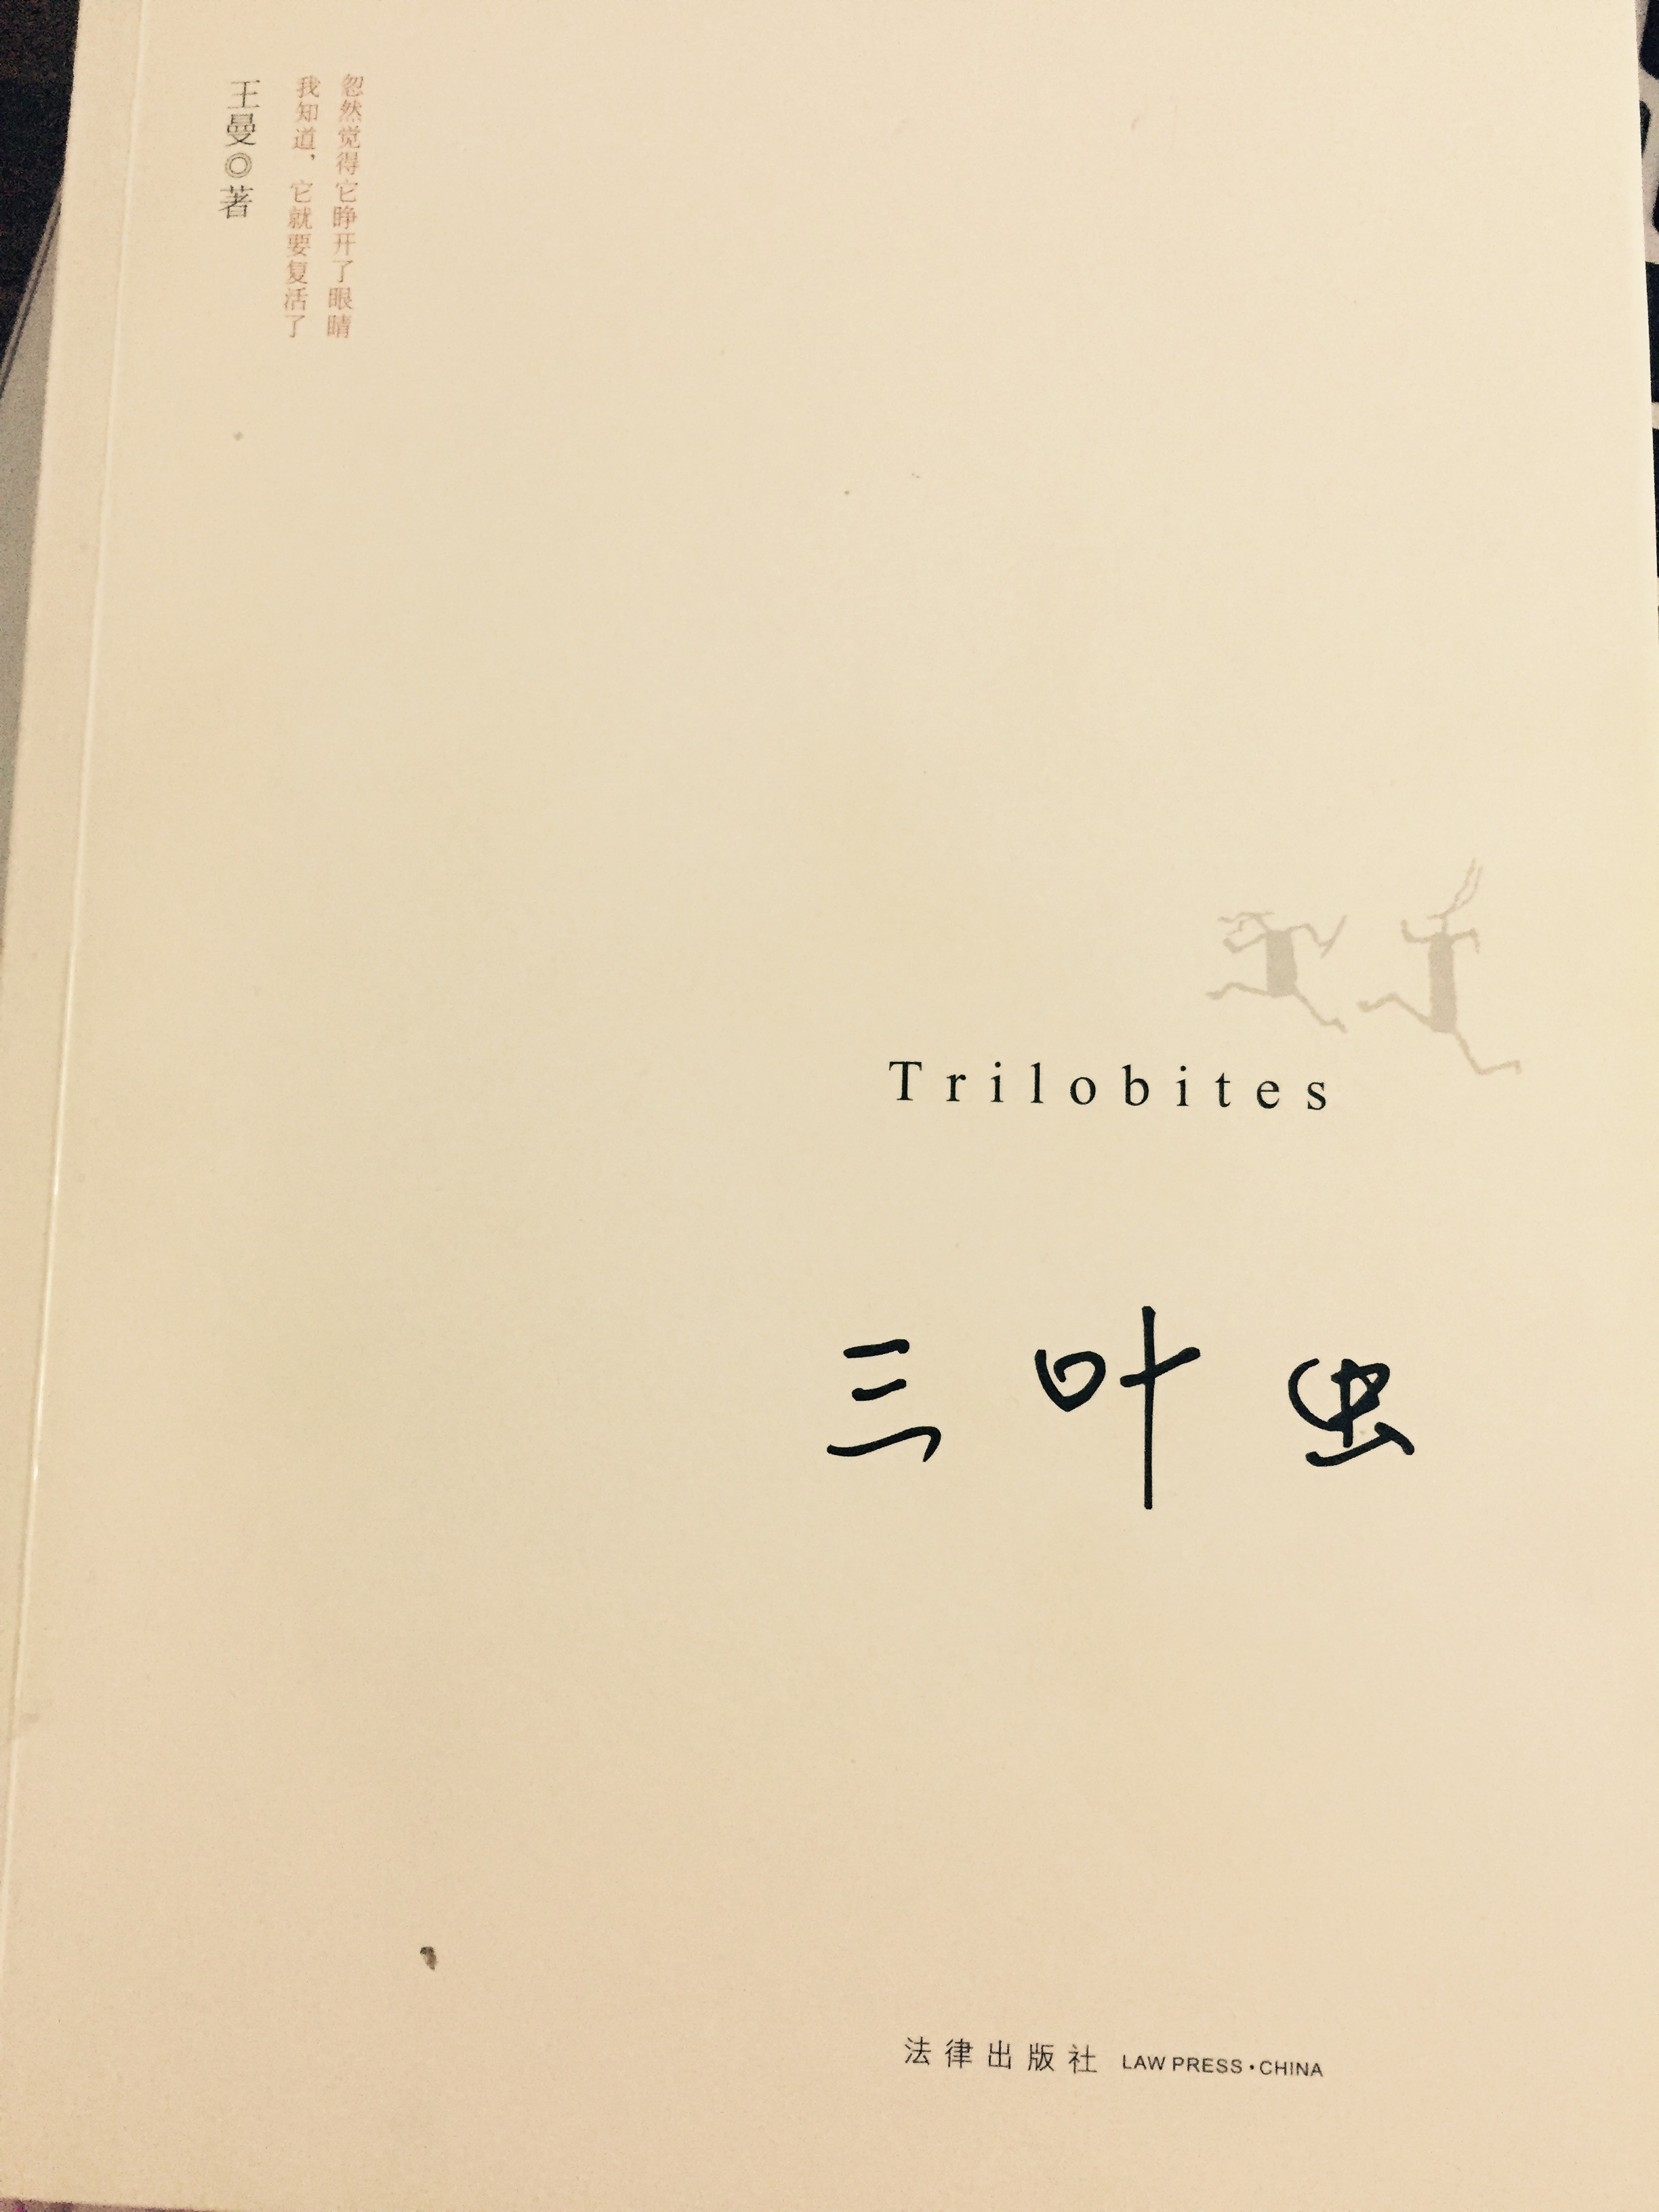 忽然觉得它睁开了眼睛
我知道，它就要复活了
王曼◎著
Trilobites
三叶虫
法律出版社 LAW PRESS·CHINA